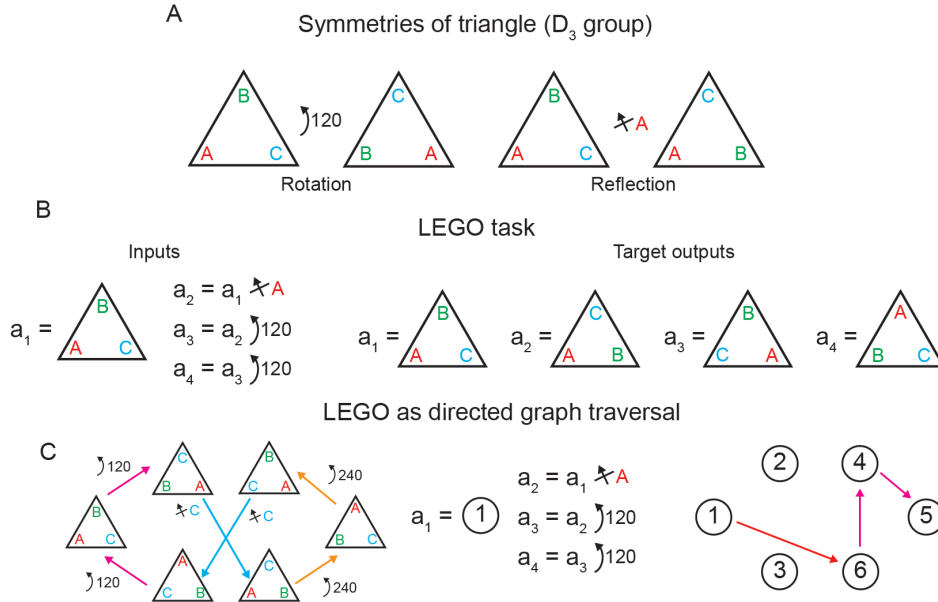 A
Symmetries of triangle (D3 group)
B
A C
120
C
B A
B
A C
A
C
A B
Rotation
Reflection
B
LEGO task
Inputs
Target outputs
a1 =
B
A C
a2 = a1 A
a3 = a2 120
a4 = a3 120
a1 =
B
A C
a2 =
C
A B
a3 =
B
C A
a4 =
A
B C
LEGO as directed graph traversal
C
120
C
B A
B
C A
240
B
A C
C
C
A
B C
120
A
C B
C
A B
240
a1 = 1
a2 = a1 A
a3 = a2 120
a4 = a3 120
2
4
1
5
3
6